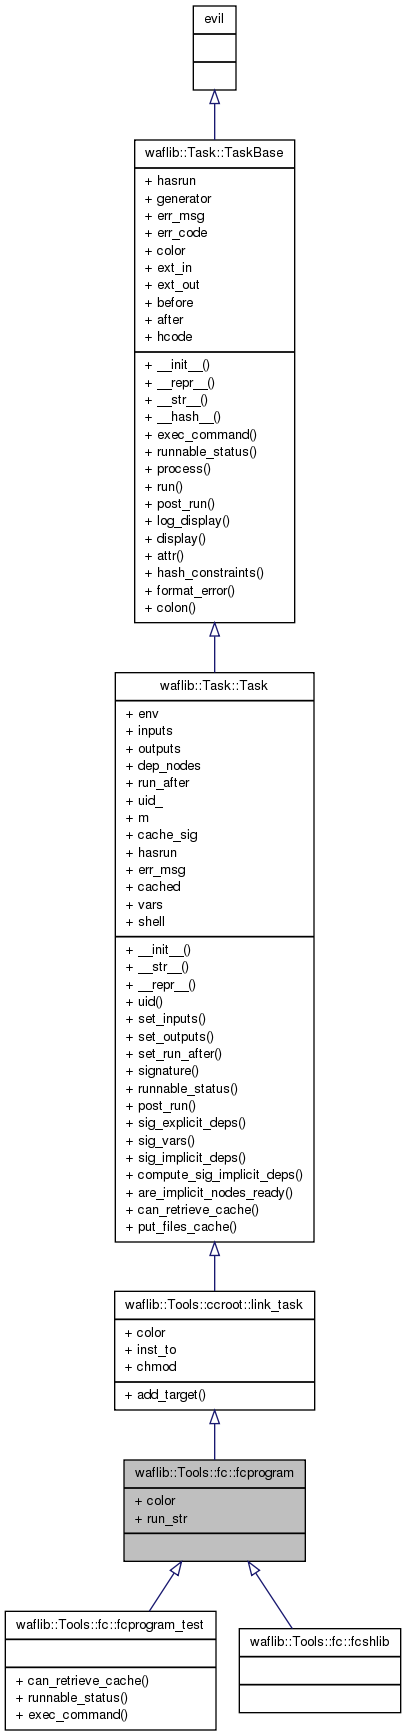 evil
waflib::Task::TaskBase
+ hasrun
+ generator
+ err_msg
+ err_code
+ color
+ ext_in
+ ext_out
+ before
+ after
+ hcode
+ __init__()
+ __repr__()
+ __str__()
+ __hash__()
+ exec_command()
+ runnable_status()
+ process()
+ run()
+ post_run()
+ log_display()
+ display()
+ attr()
+ hash_constraints()
+ format_error()
+ colon()
waflib::Task::Task
+ env
+ inputs
+ outputs
+ dep_nodes
+ run_after
+ uid_
+ m
+ cache_sig
+ hasrun
+ err_msg
+ cached
+ vars
+ shell
+ __init__()
+ __str__()
+ __repr__()
+ uid()
+ set_inputs()
+ set_outputs()
+ set_run_after()
+ signature()
+ runnable_status()
+ post_run()
+ sig_explicit_deps()
+ sig_vars()
+ sig_implicit_deps()
+ compute_sig_implicit_deps()
+ are_implicit_nodes_ready()
+ can_retrieve_cache()
+ put_files_cache()
waflib::Tools::ccroot::link_task
+ color
+ inst_to
+ chmod
+ add_target()
waflib::Tools::fc::fcprogram
+ color
+ run_str
waflib::Tools::fc::fcprogram_test
+ can_retrieve_cache()
+ runnable_status()
+ exec_command()
waflib::Tools::fc::fcshlib